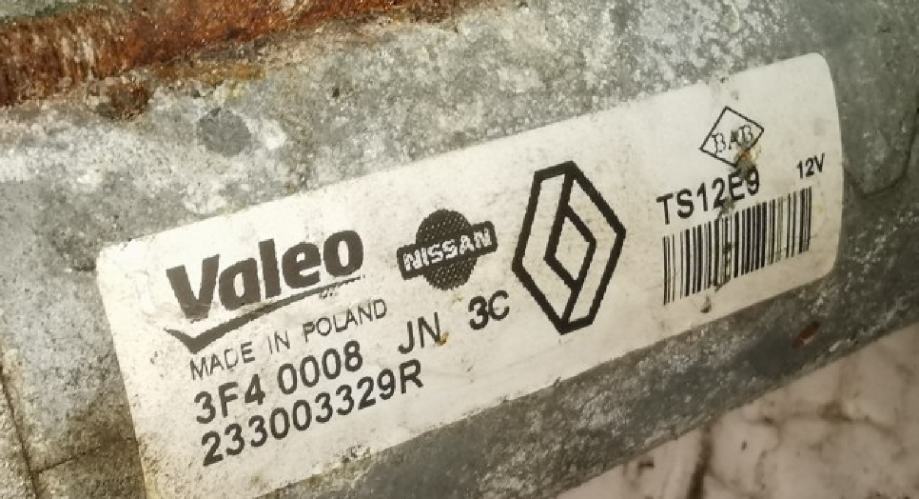 Valeo
NISSAN
MADE IN POLAND
3F4 0008 JN 3C
233003329R
BAB
TS12E9 12V